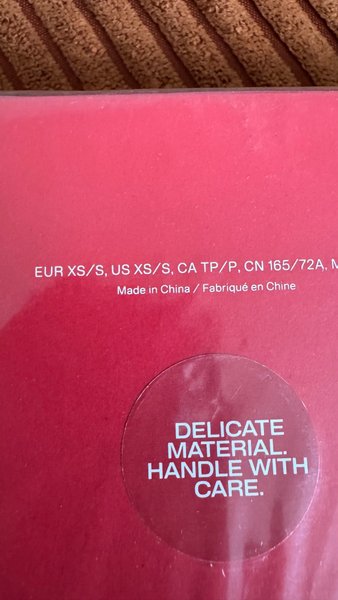 EUR XS/S, US XS/S, CA TP/P, CN 165/72A, M
Made in China / Fabriqué en Chine
DELICATE
MATERIAL.
HANDLE WITH
CARE.